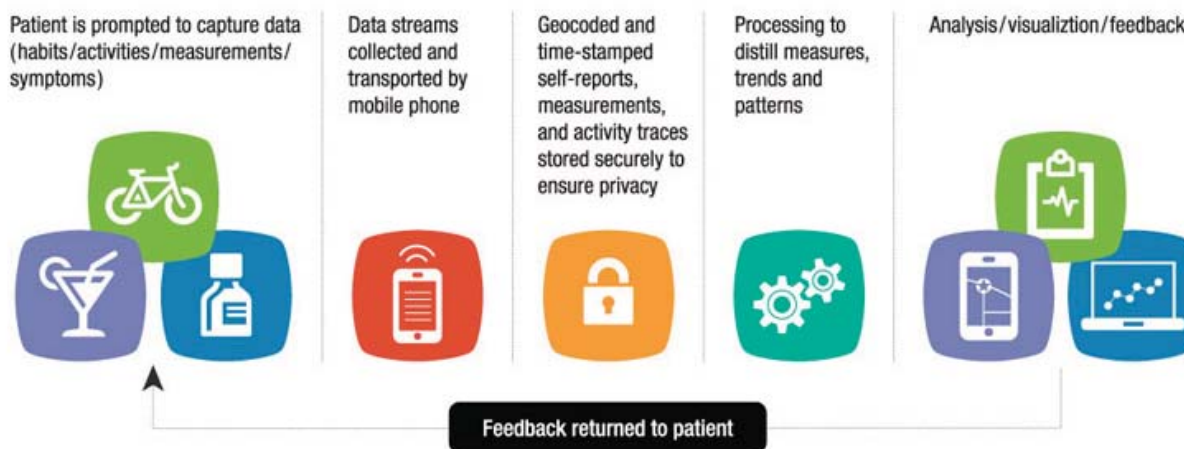 Patient is prompted to capture data
(habits/activities/measurements/
symptoms)
Data streams
collected and
transported by
mobile phone
Geocoded and
time-stamped
self-reports,
measurements,
and activity traces
stored securely to
ensure privacy
Processing to
distill measures,
trends and
patterns
Analysis/visualiztion/feedback
Feedback returned to patient